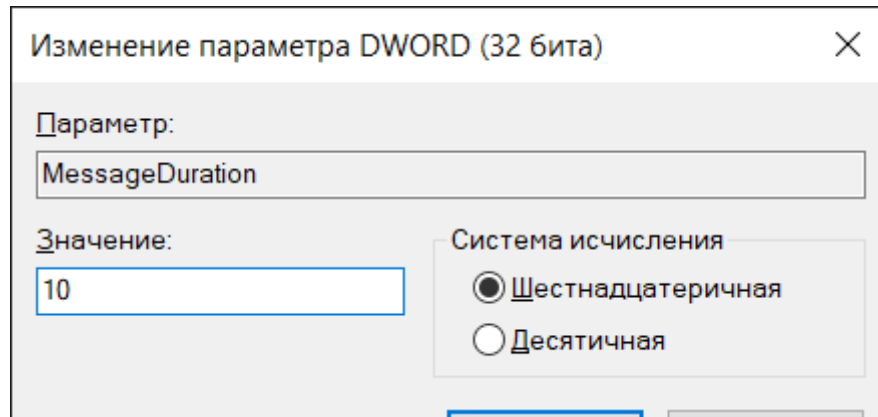 Изменение параметра DWORD (32 бита)
Параметр:
MessageDuration
Значение:
10
Система исчисления
Шестнадцатеричная
Десятичная